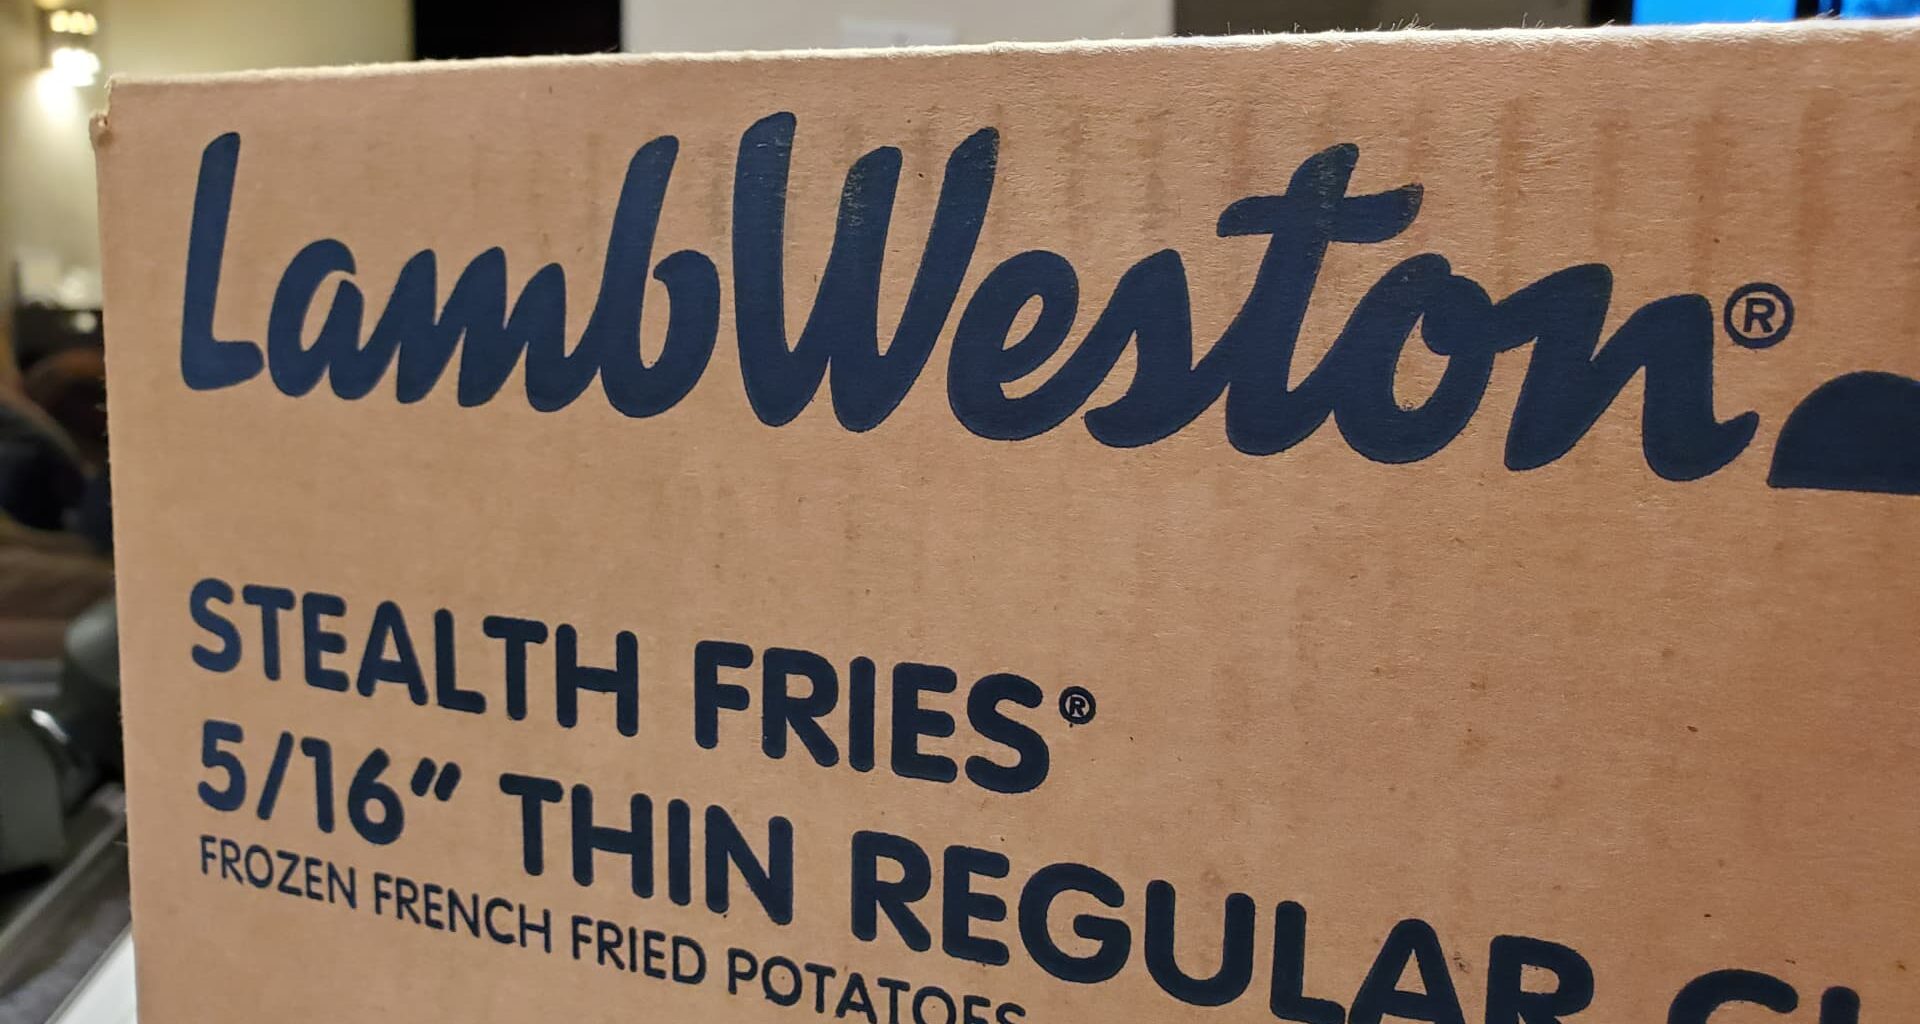 LambWeston®
STEALTH FRIES®
5/16" THIN REGULAR
FROZEN FRENCH FRIED POTATOES